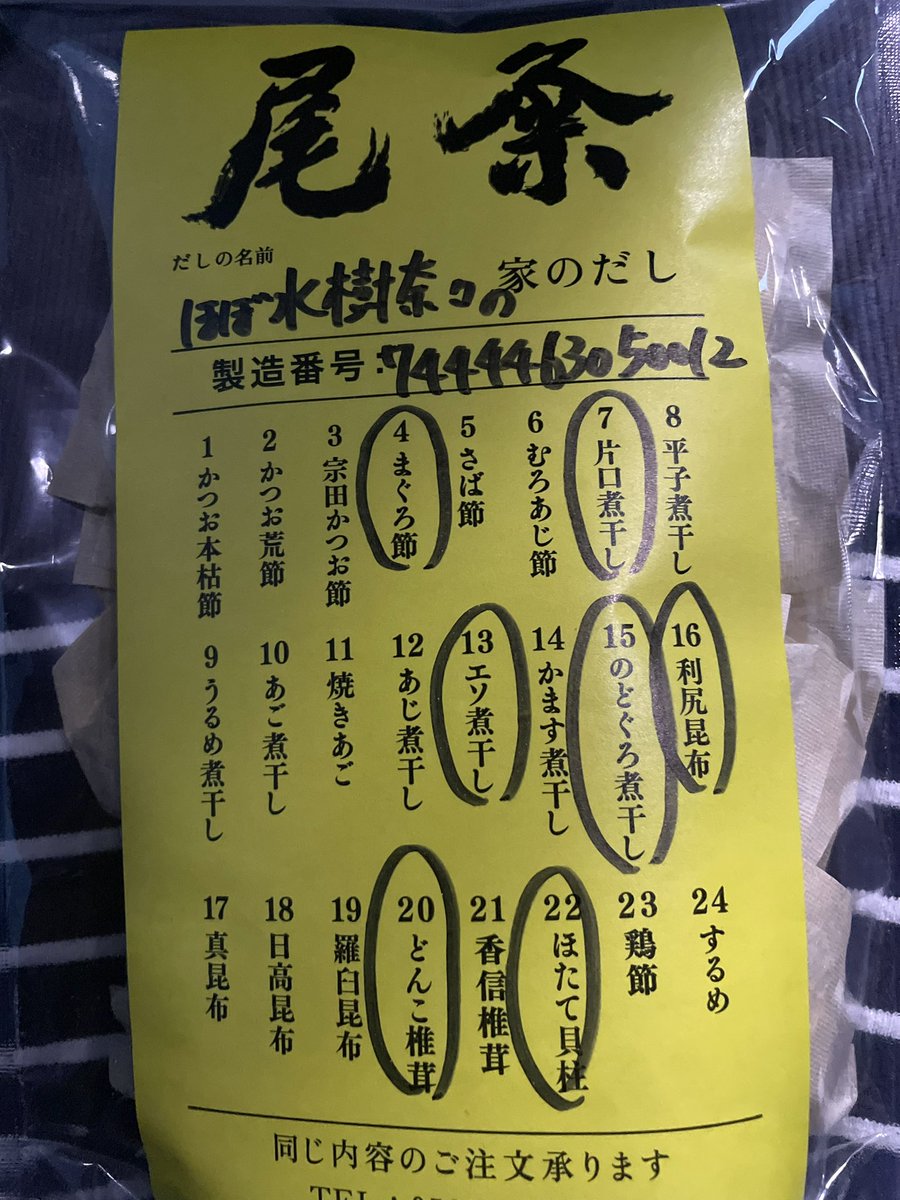 尾粂
だしの名前
ほぼ水樹奈々の 家のだし
製造番号:7444463050012
1 かつお本枯節
2 かつお荒節
3 宗田かつお節
4 まぐろ節
5 さば節
6 むろあじ節
7 片口煮干し
8 平子煮干し
9 うるめ煮干し
10 あご煮干し
11 焼きあご
12 あじ煮干し
13 エソ煮干し
14 かます煮干し
15 のどぐろ煮干し
16 利尻昆布
17 真昆布
18 日高昆布
19 羅臼昆布
20 どんこ椎茸
21 香信椎茸
22 ほたて貝柱
23 鶏節
24 するめ
同じ内容のご注文承ります